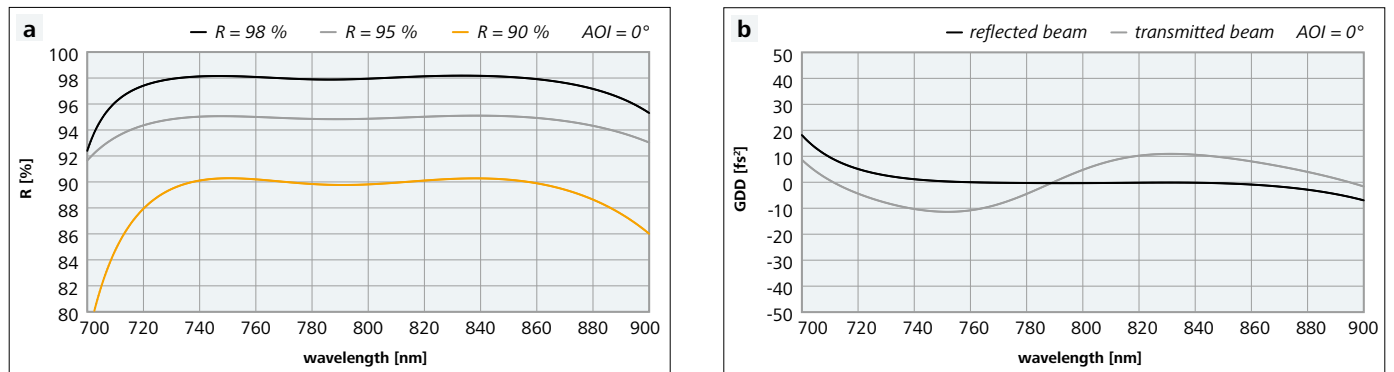 a
R = 98 % R = 95 % R = 90 % AOI = 0°
100
98
96
94
92
90
88
86
84
82
80
R [%]
700 720 740 760 780 800 820 840 860 880 900
wavelength [nm]
b
reflected beam transmitted beam AOI = 0°
50
40
30
20
10
0
-10
-20
-30
-40
-50
GDD [fs²]
700 720 740 760 780 800 820 840 860 880 900
wavelength [nm]